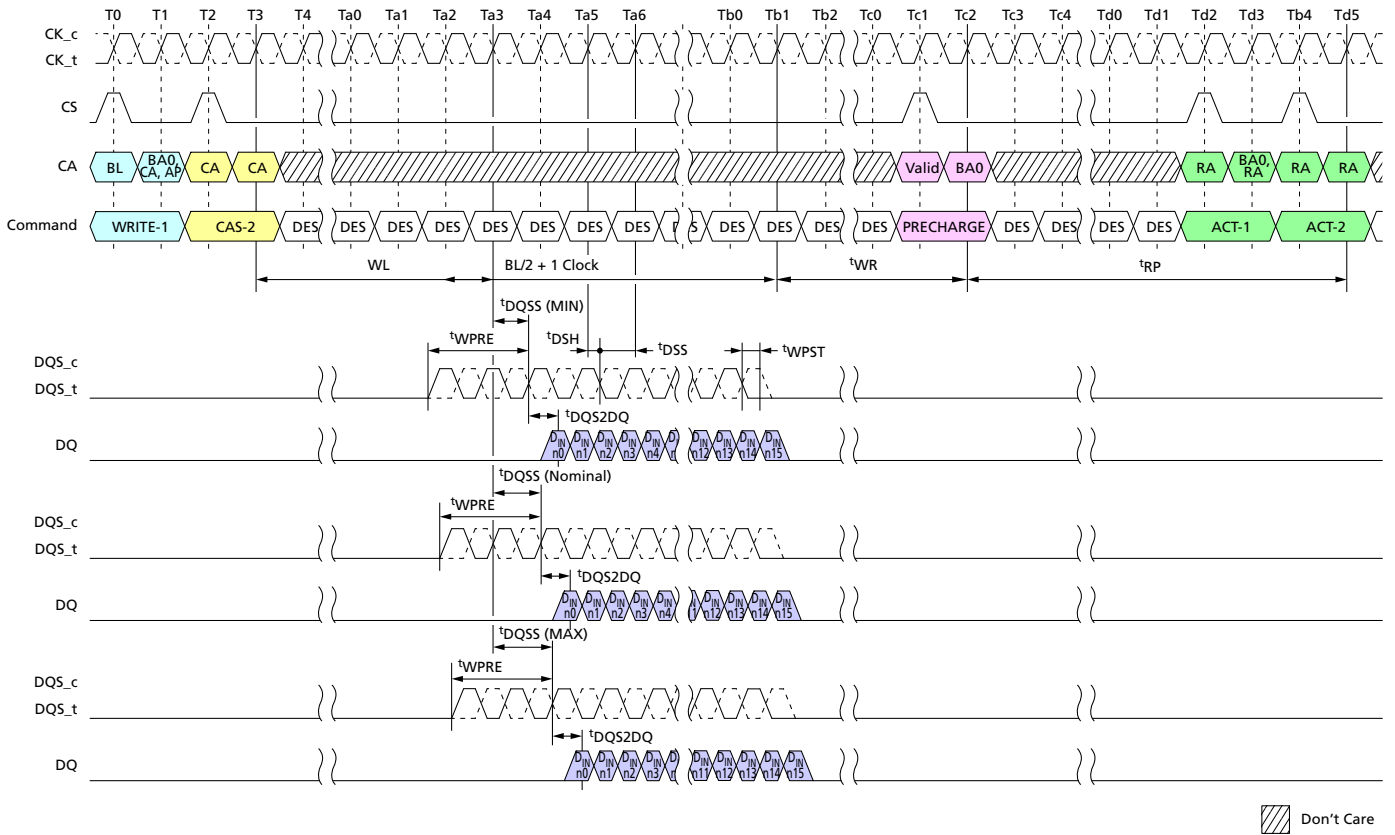 T0 T1 T2 T3 T4 Ta0 Ta1 Ta2 Ta3 Ta4 Ta5 Ta6 Tb0 Tb1 Tb2 Tc0 Tc1 Tc2 Tc3 Tc4 Td0 Td1 Td2 Td3 Tb4 Td5
CK_c
CK_t
CS
CA BL BA0, CA, AP CA CA Valid BA0 RA BA0, RA RA RA
Command WRITE-1 CAS-2 DES DES DES DES DES DES DES DES DES DES DES DES PRECHARGE DES DES DES DES ACT-1 ACT-2
WL BL/2 + 1 Clock tWR tRP
tDQSS (MIN)
tWPRE tDSH tDSS tWPST
DQS_c
DQS_t
tDQS2DQ
DQ DIN n0 DIN n1 DIN n2 DIN n3 DIN n4 DIN n12 DIN n13 DIN n14 DIN n15
tDQSS (Nominal)
tWPRE
DQS_c
DQS_t
tDQS2DQ
DQ DIN n0 DIN n1 DIN n2 DIN n3 DIN n4 DIN n12 DIN n13 DIN n14 DIN n15
tDQSS (MAX)
tWPRE
DQS_c
DQS_t
tDQS2DQ
DQ DIN n0 DIN n1 DIN n2 DIN n3 DIN n11 DIN n12 DIN n13 DIN n14 DIN n15
Don't Care